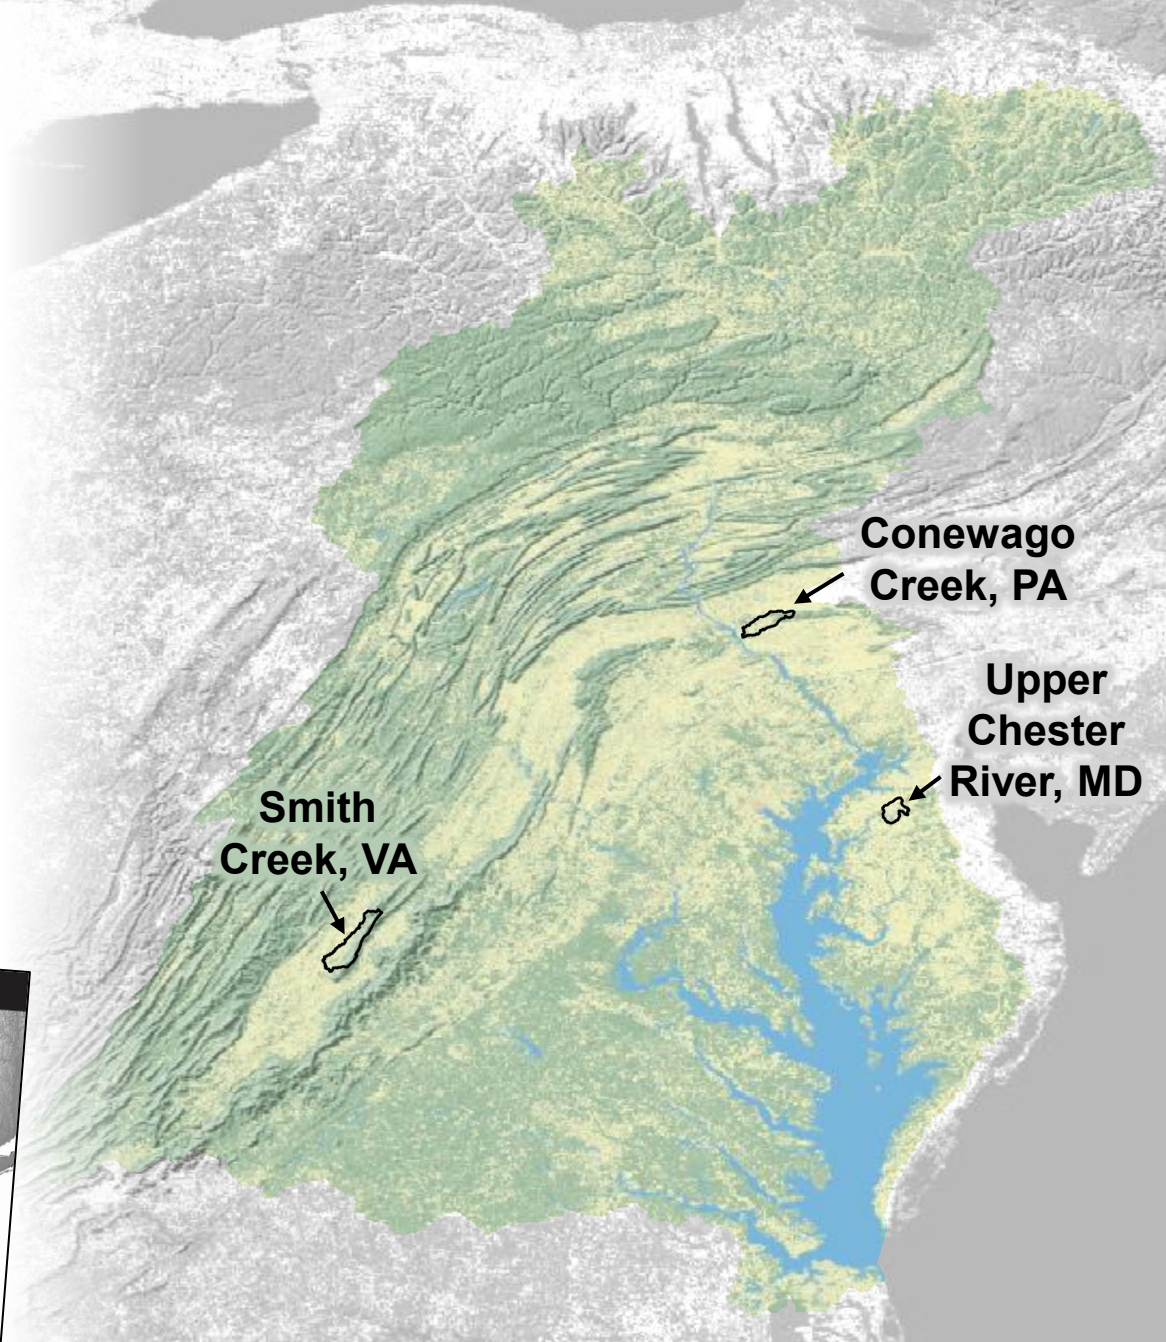 Conewago
Creek, PA
Upper
Chester
River, MD
Smith
Creek, VA